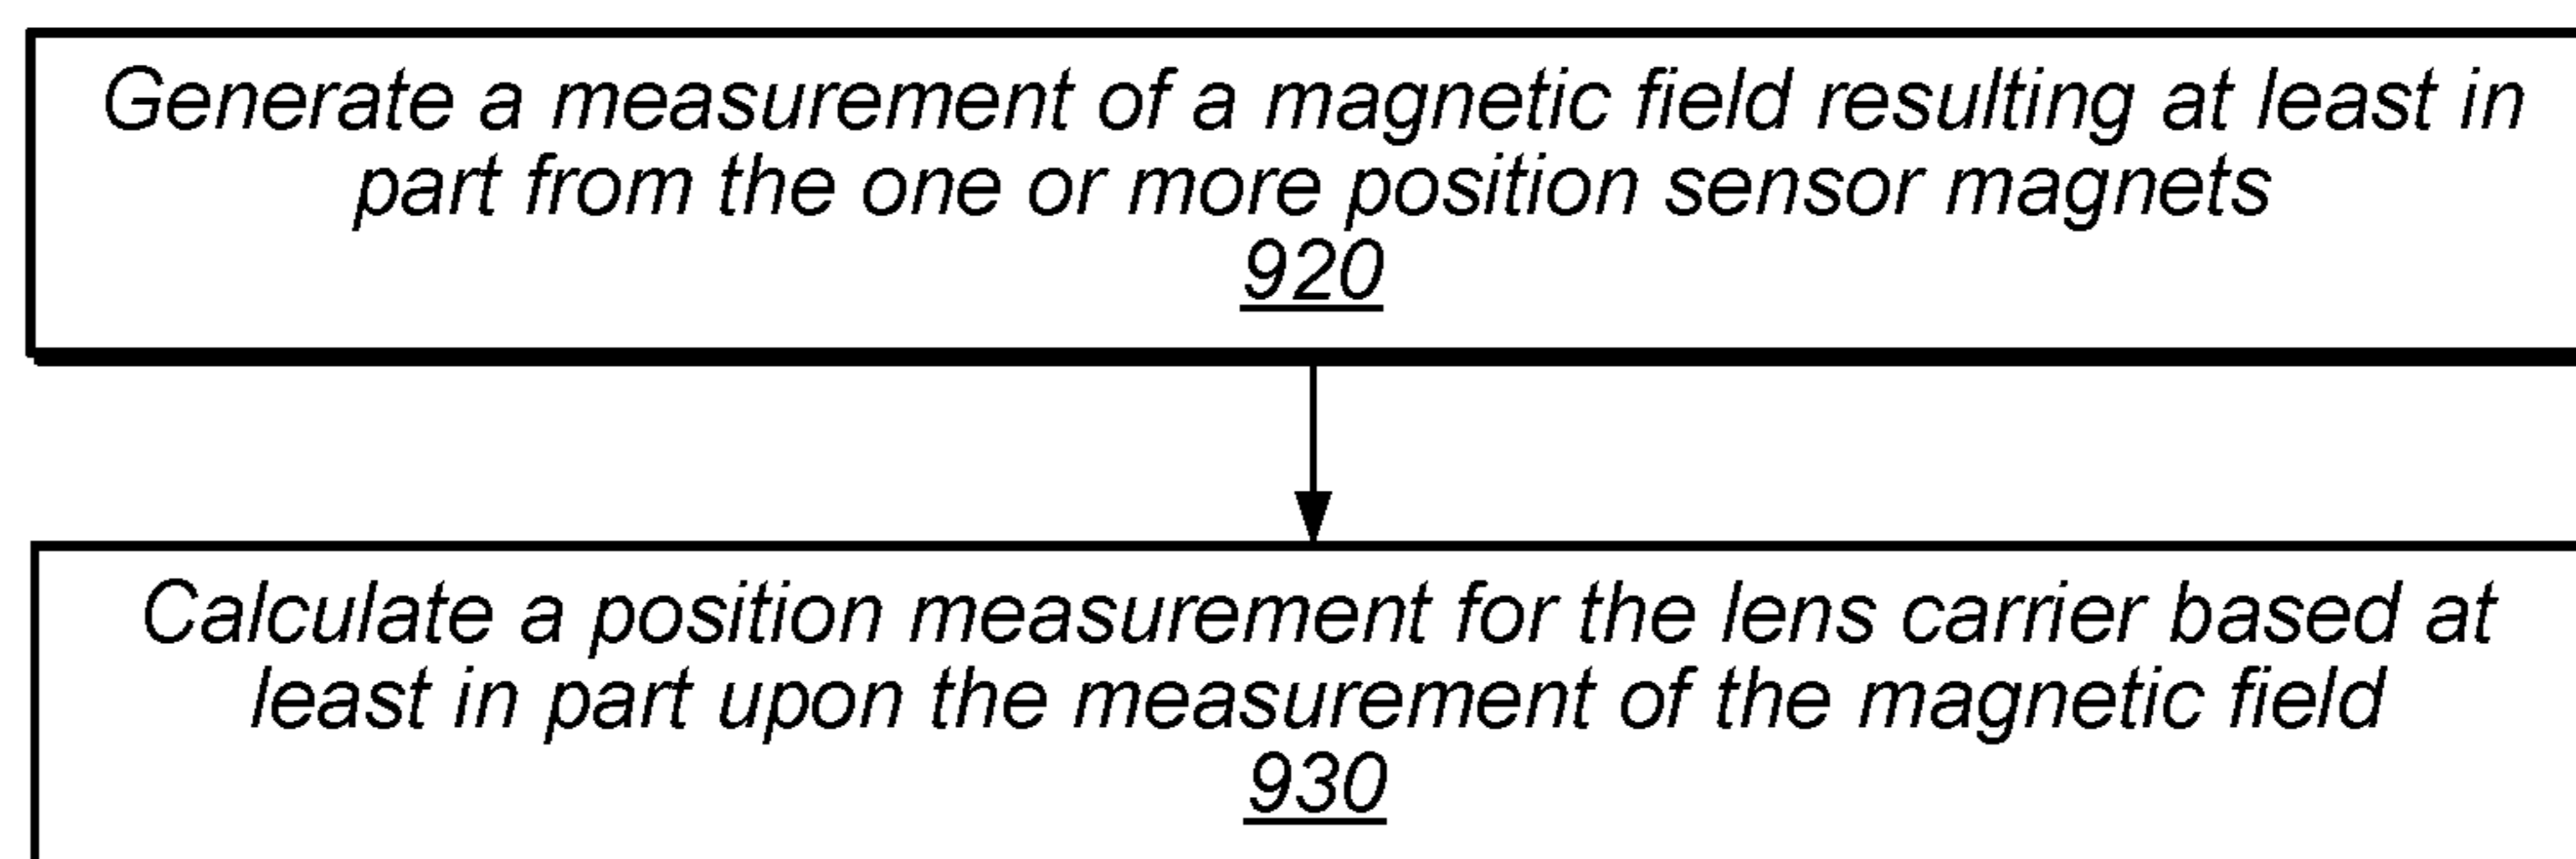 Generate a measurement of a magnetic field resulting at least in
part from the one or more position sensor magnets
920
Calculate a position measurement for the lens carrier based at
least in part upon the measurement of the magnetic field
930